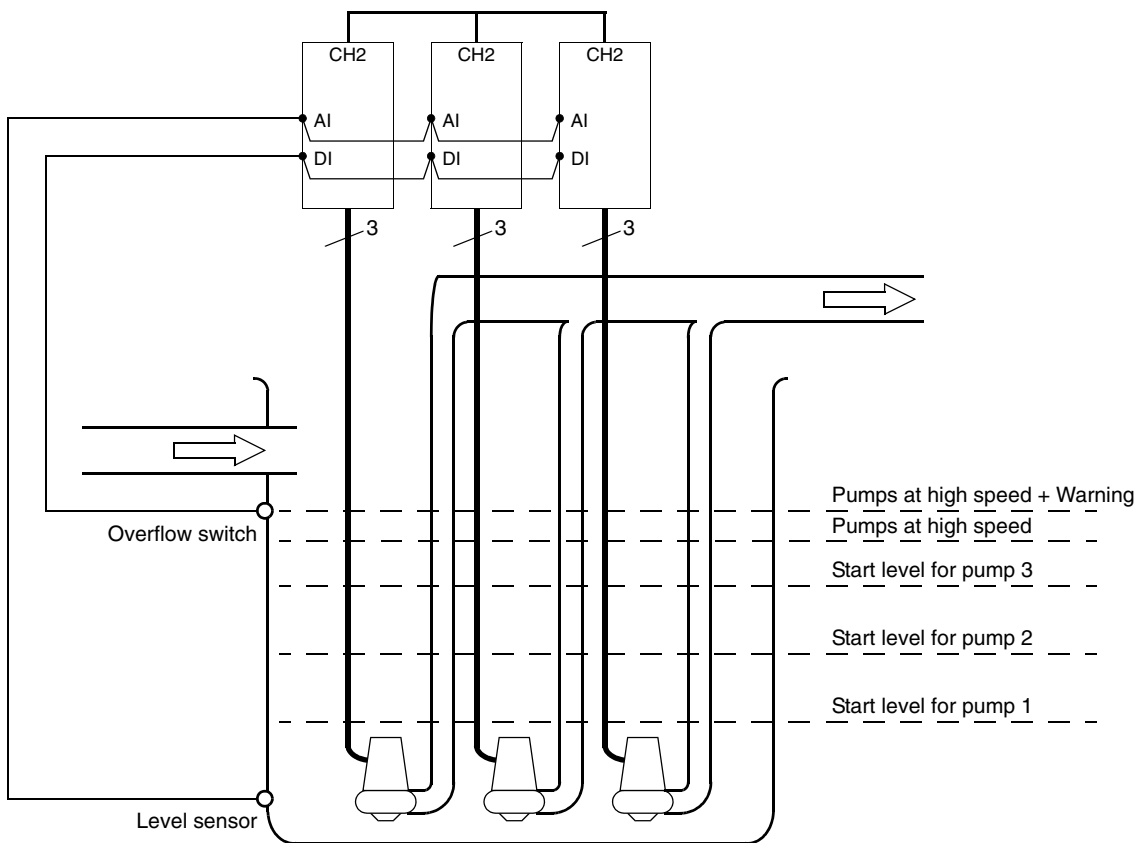 CH2 CH2 CH2
AI AI AI
DI DI DI
3 3 3
Pumps at high speed + Warning
Overflow switch
Pumps at high speed
Start level for pump 3
Start level for pump 2
Start level for pump 1
Level sensor